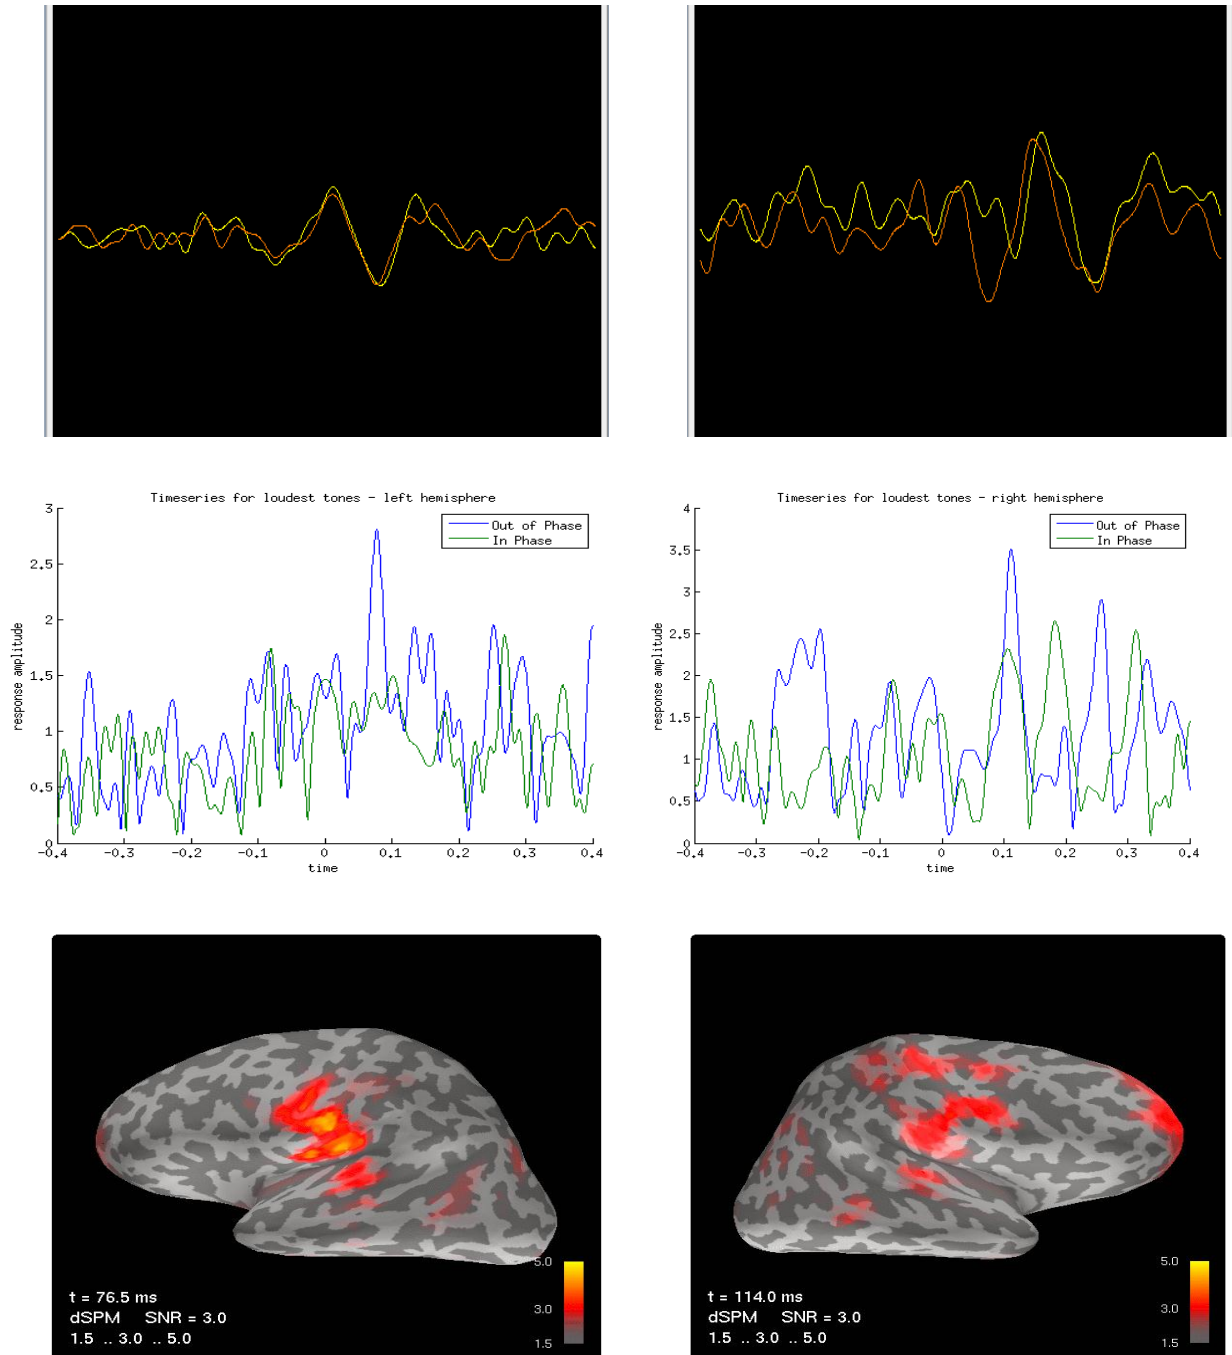 Timeseries for loudest tones - left hemisphere
3
2.5
2
1.5
1
0.5
0
response amplitude
Out of Phase
In Phase
-0.4
-0.3
-0.2
-0.1
0
0.1
0.2
0.3
0.4
time
Timeseries for loudest tones - right hemisphere
4
3.5
3
2.5
2
1.5
1
0.5
0
response amplitude
Out of Phase
In Phase
-0.4
-0.3
-0.2
-0.1
0
0.1
0.2
0.3
0.4
time
t = 76.5 ms
dSPM SNR = 3.0
1.5 .. 3.0 .. 5.0
5.0
3.0
1.5
t = 114.0 ms
dSPM SNR = 3.0
1.5 .. 3.0 .. 5.0
5.0
3.0
1.5